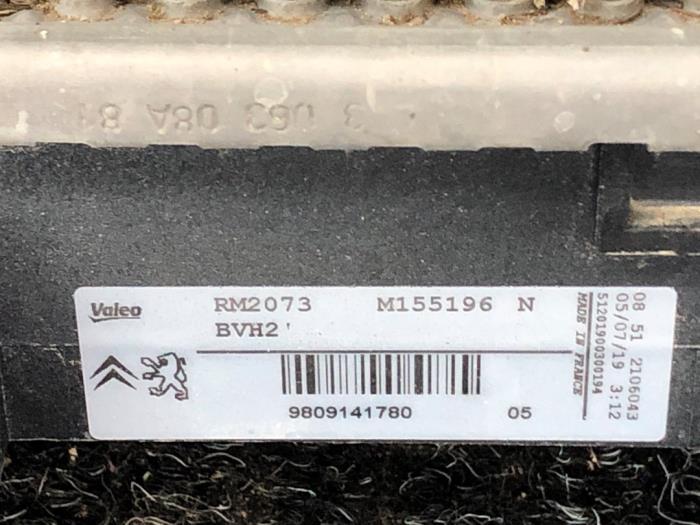 3 063 08A 81
Valeo
RM2073 M155196 N
BVH2'
9809141780 05
MADE IN FRANCE
51201900300194
05/07/19 3:12
08 51 2106043